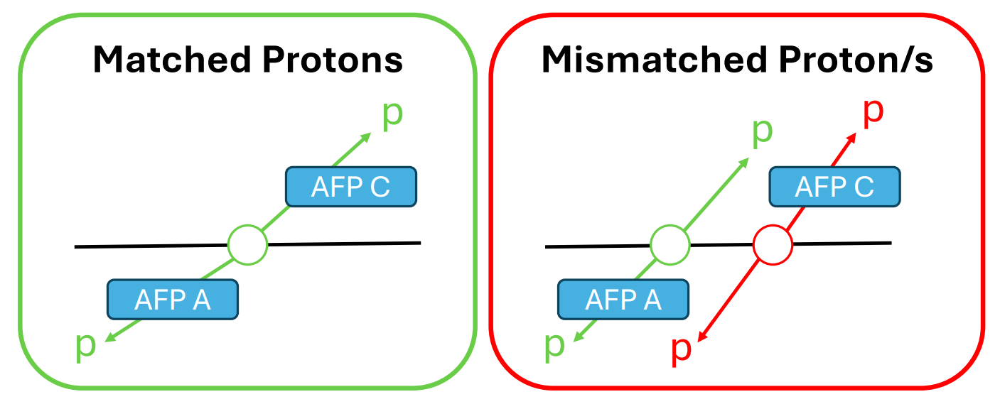 Matched Protons
p
AFP C
AFP A
p
Mismatched Proton/s
p
p
AFP C
AFP A
p
p